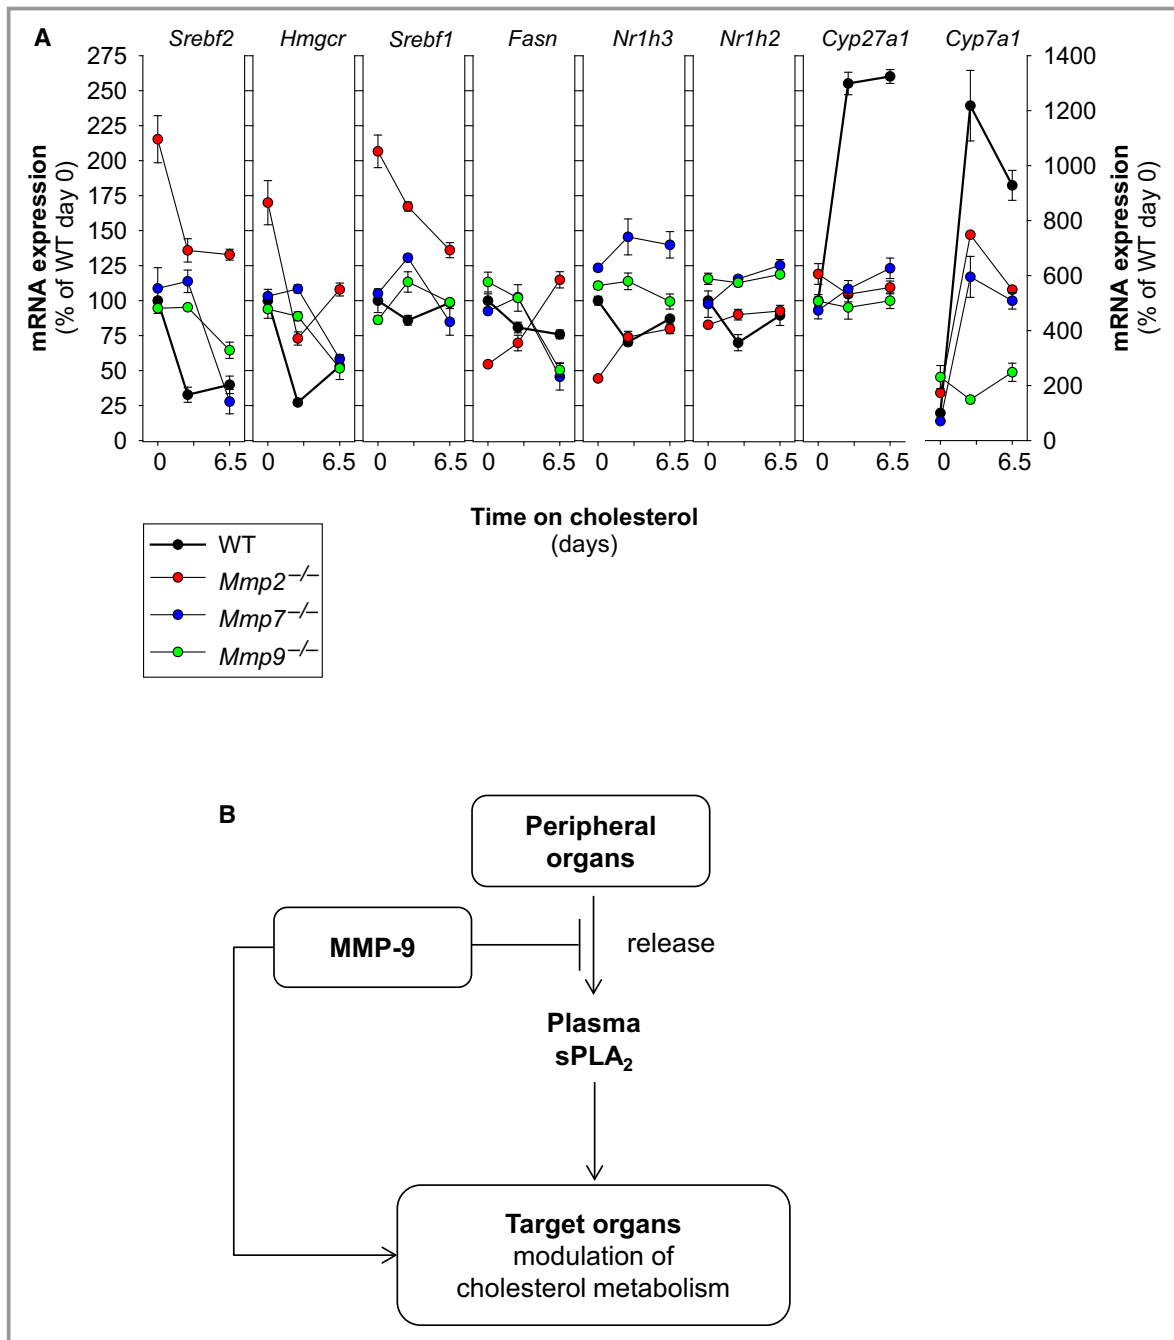 A
Srebf2 Hmgcr Srebf1 Fasn Nr1h3 Nr1h2 Cyp27a1 Cyp7a1
275
250
225
200
175
150
125
100
75
50
25
0
mRNA expression
(% of WT day 0)
1400
1200
1000
800
600
400
200
0
mRNA expression
(% of WT day 0)
0 6.5 0 6.5 0 6.5 0 6.5 0 6.5 0 6.5 0 6.5 0 6.5
Time on cholesterol
(days)
WT
Mmp2−/−
Mmp7−/−
Mmp9−/−
B
Peripheral
organs
MMP-9
release
Plasma
sPLA2
Target organs
modulation of
cholesterol metabolism